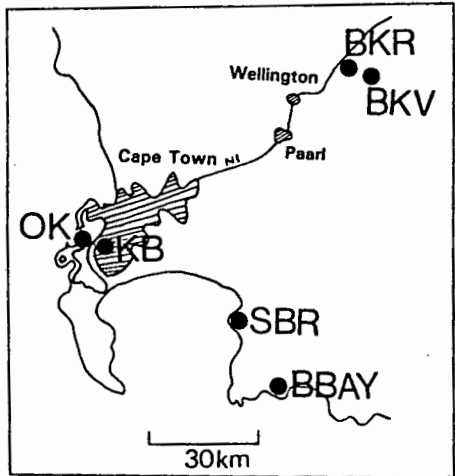 BKR
Wellington
BKV
Cape Town N1
Paarl
OK
KB
SBR
BBAY
30km